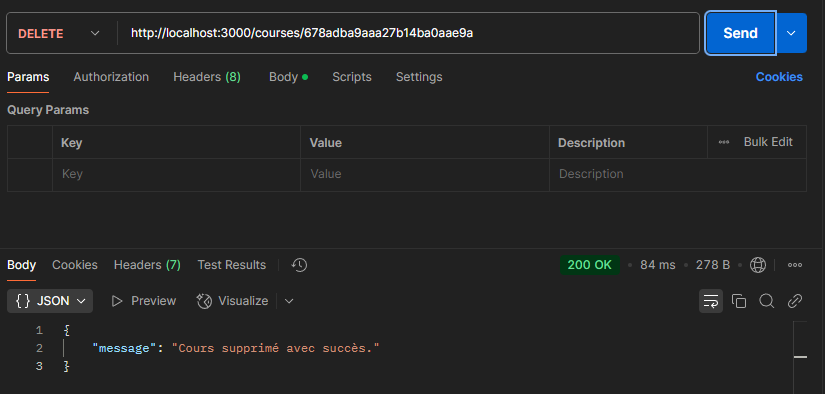 DELETE http://localhost:3000/courses/678adba9aaa27b14ba0aae9a Send
Params Authorization Headers (8) Body Scripts Settings Cookies
Query Params
Key Value Description Bulk Edit
Key Value Description
Body Cookies Headers (7) Test Results 200 OK 84 ms 278 B
{} JSON Preview Visualize
1 {
2 "message": "Cours supprimé avec succès."
3 }